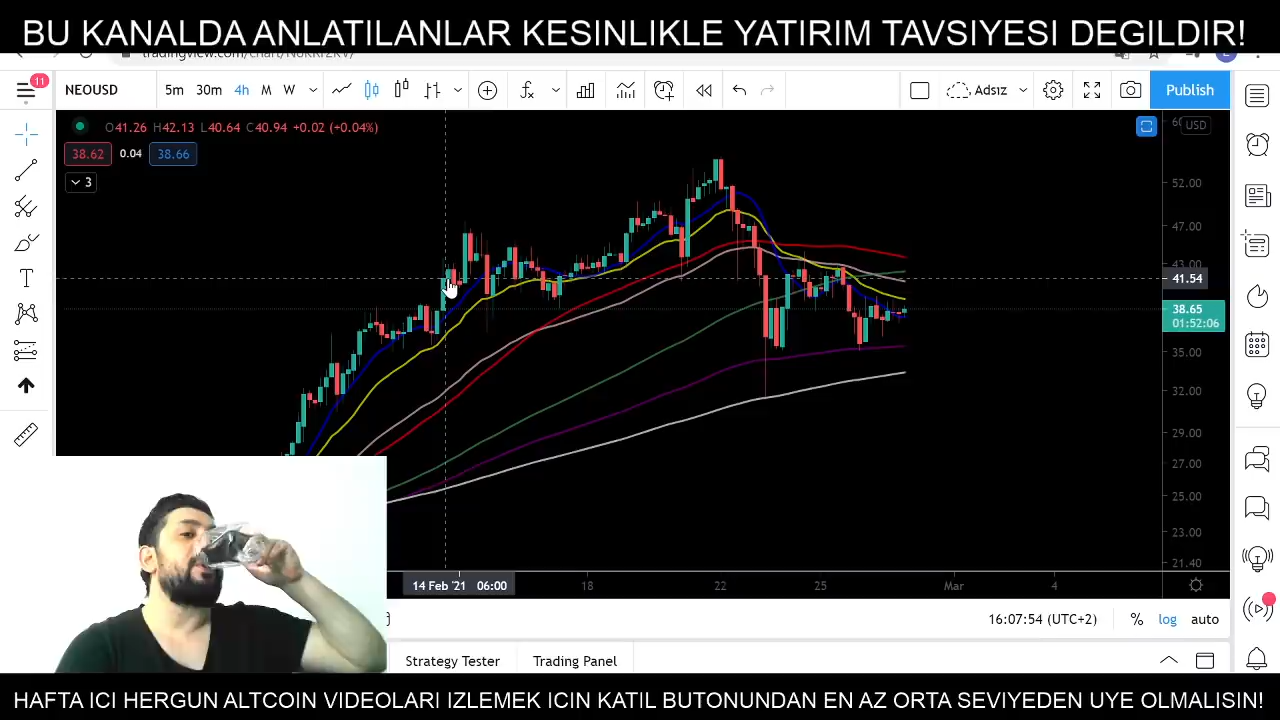 BU KANALDA ANLATILANLAR KESINLIKLE YATIRIM TAVSIYESI DEGILDIR!
11
NEOUSD
5m 30m 4h M W
Adsız
Publish
O41.26 H42.13 L40.64 C40.94 +0.02 (+0.04%)
USD
38.62 0.04 38.66
3
52.00
47.00
43.00
41.54
38.65
01:52:06
35.00
32.00
29.00
27.00
25.00
23.00
21.40
14 Feb '21 06:00 18 22 25 Mar 4
16:07:54 (UTC+2) % log auto
Strategy Tester Trading Panel
HAFTA ICI HERGUN ALTCOIN VIDEOLARI IZLEMEK ICIN KATIL BUTONUNDAN EN AZ ORTA SEVIYEDEN UYE OLMALISIN!